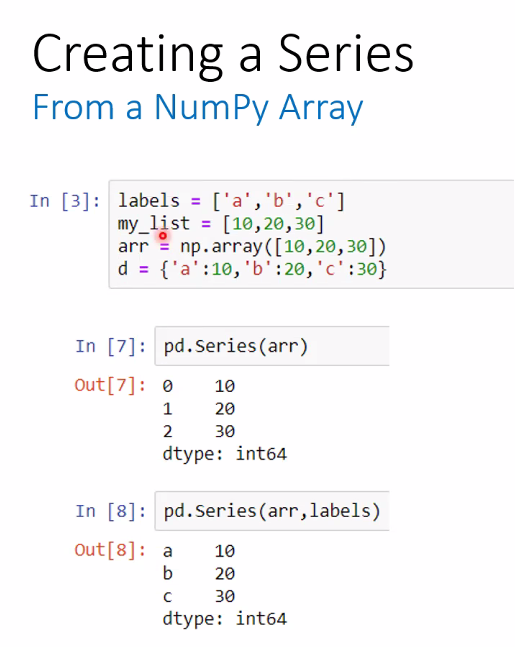 Creating a Series
From a NumPy Array
In [3]: labels = ['a','b','c']
my_list = [10,20,30]
arr = np.array([10,20,30])
d = {'a':10,'b':20,'c':30}
In [7]: pd.Series(arr)
Out[7]: 0    10
1    20
2    30
dtype: int64
In [8]: pd.Series(arr,labels)
Out[8]: a    10
b    20
c    30
dtype: int64